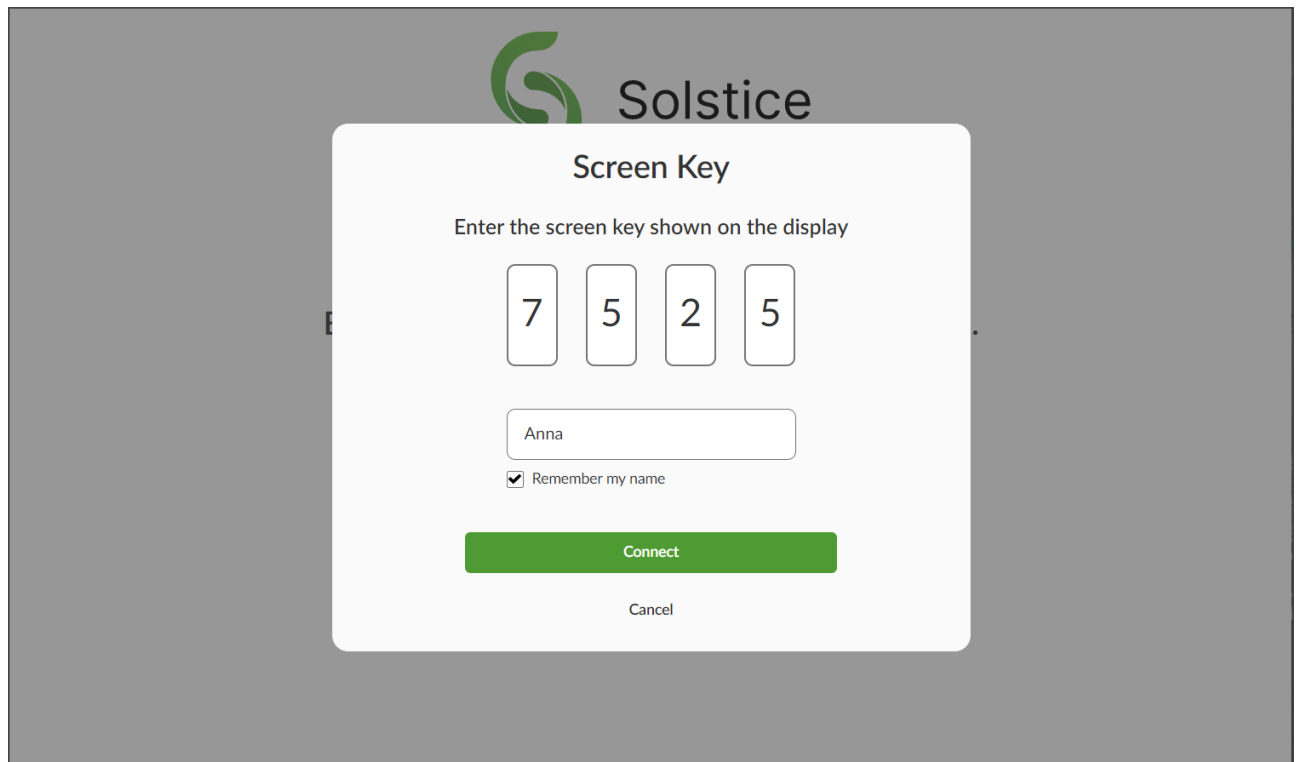 Solstice
Screen Key
Enter the screen key shown on the display
7 5 2 5
Anna
Remember my name
Connect
Cancel